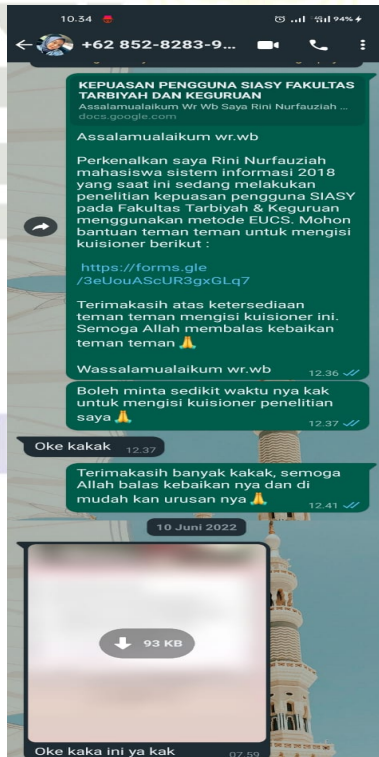 10.34
94%
+62 852-8283-9...
KEPUASAN PENGGUNA SIASY FAKULTAS
TARBIYAH DAN KEGURUAN
Assalamualaikum Wr Wb Saya Rini Nurfauziah ...
docs.google.com
Assalamualaikum wr.wb
Perkenalkan saya Rini Nurfauziah
mahasiswa sistem informasi 2018
yang saat ini sedang melakukan
penelitian kepuasan pengguna SIASY
pada Fakultas Tarbiyah & Keguruan
menggunakan metode EUCS. Mohon
bantuan teman teman untuk mengisi
kuisioner berikut :
https://forms.gle
/3eUouAScUR3gxGLq7
Terimakasih atas ketersediaan
teman teman mengisi kuisioner ini.
Semoga Allah membalas kebaikan
teman teman 🙏
Wassalamualaikum wr.wb 12.36
Boleh minta sedikit waktu nya kak
untuk mengisi kuisioner penelitian
saya 🙏 12.37
Oke kakak 12.37
Terimakasih banyak kakak, semoga
Allah balas kebaikan nya dan di
mudah kan urusan nya 🙏 12.41
10 Juni 2022
93 KB
Oke kaka ini ya kak 07.59